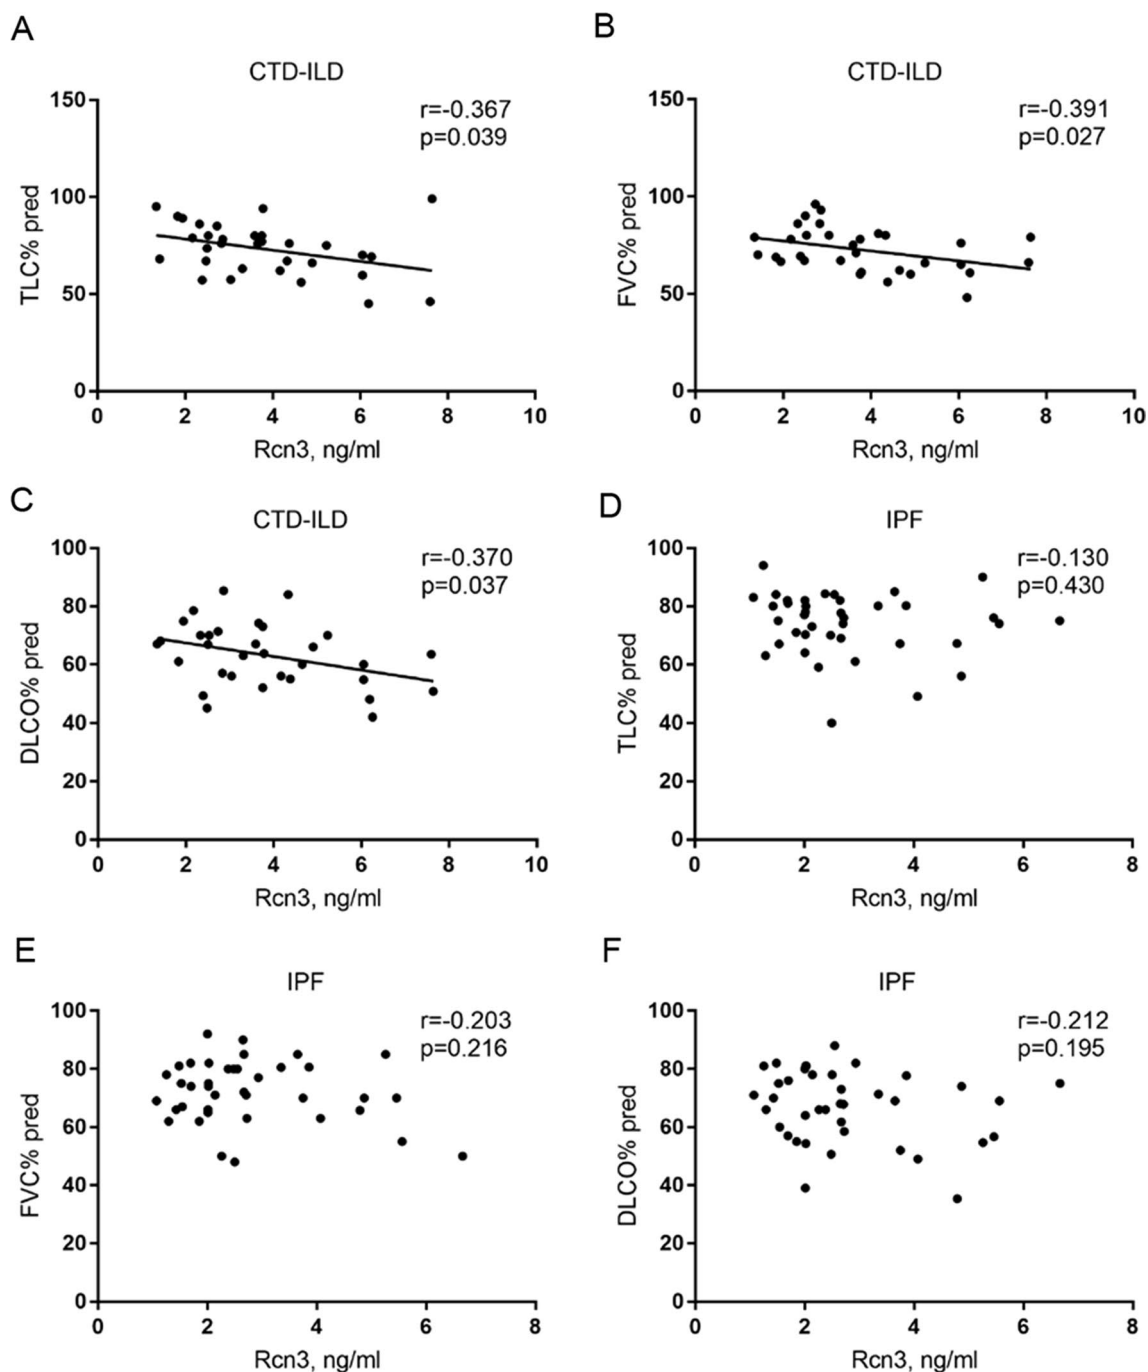 A
CTD-ILD
r=-0.367
p=0.039
TLC% pred
150
100
50
0
0 2 4 6 8 10
Rcn3, ng/ml
B
CTD-ILD
r=-0.391
p=0.027
FVC% pred
150
100
50
0
0 2 4 6 8 10
Rcn3, ng/ml
C
CTD-ILD
r=-0.370
p=0.037
DLCO% pred
100
80
60
40
20
0
0 2 4 6 8 10
Rcn3, ng/ml
D
IPF
r=-0.130
p=0.430
TLC% pred
100
80
60
40
20
0
0 2 4 6 8
Rcn3, ng/ml
E
IPF
r=-0.203
p=0.216
FVC% pred
100
80
60
40
20
0
0 2 4 6 8
Rcn3, ng/ml
F
IPF
r=-0.212
p=0.195
DLCO% pred
100
80
60
40
20
0
0 2 4 6 8
Rcn3, ng/ml